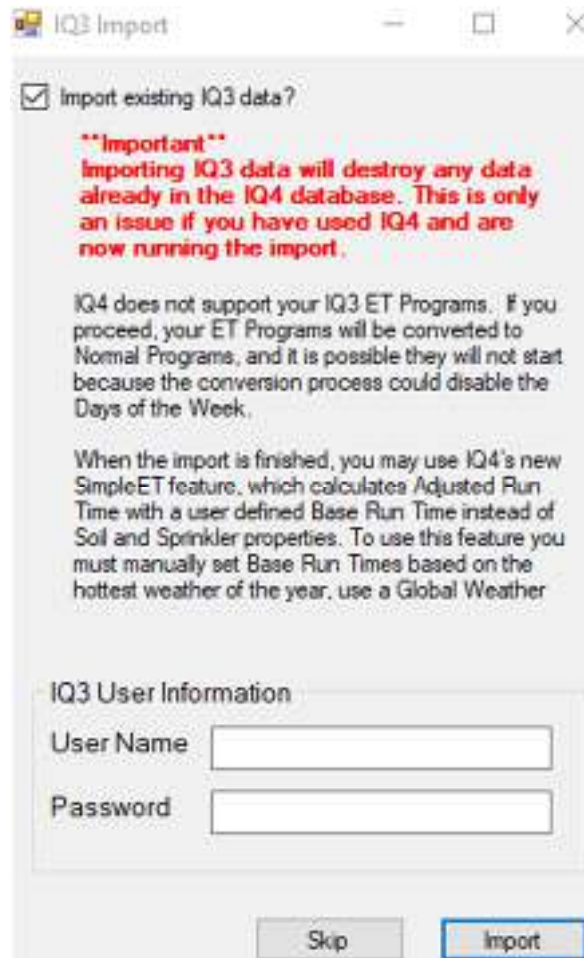 IQ3 Import
Import existing IQ3 data?
**Important**
Importing IQ3 data will destroy any data
already in the IQ4 database. This is only
an issue if you have used IQ4 and are
now running the import.
IQ4 does not support your IQ3 ET Programs. If you
proceed, your ET Programs will be converted to
Normal Programs, and it is possible they will not start
because the conversion process could disable the
Days of the Week.
When the import is finished, you may use IQ4's new
SimpleET feature, which calculates Adjusted Run
Time with a user defined Base Run Time instead of
Soil and Sprinkler properties. To use this feature you
must manually set Base Run Times based on the
hottest weather of the year, use a Global Weather
IQ3 User Information
User Name
Password
Skip Import